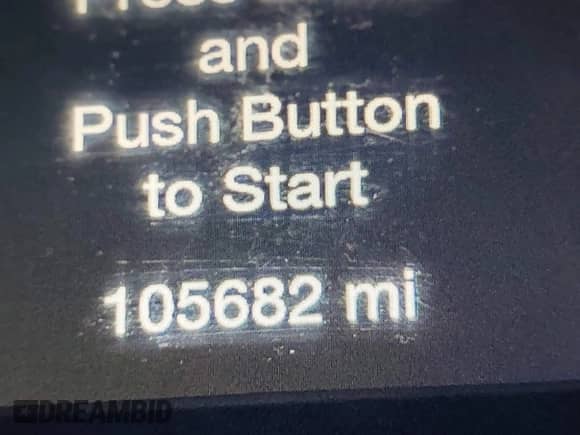 and
Push Button
to Start
105682 mi
DREAMBID